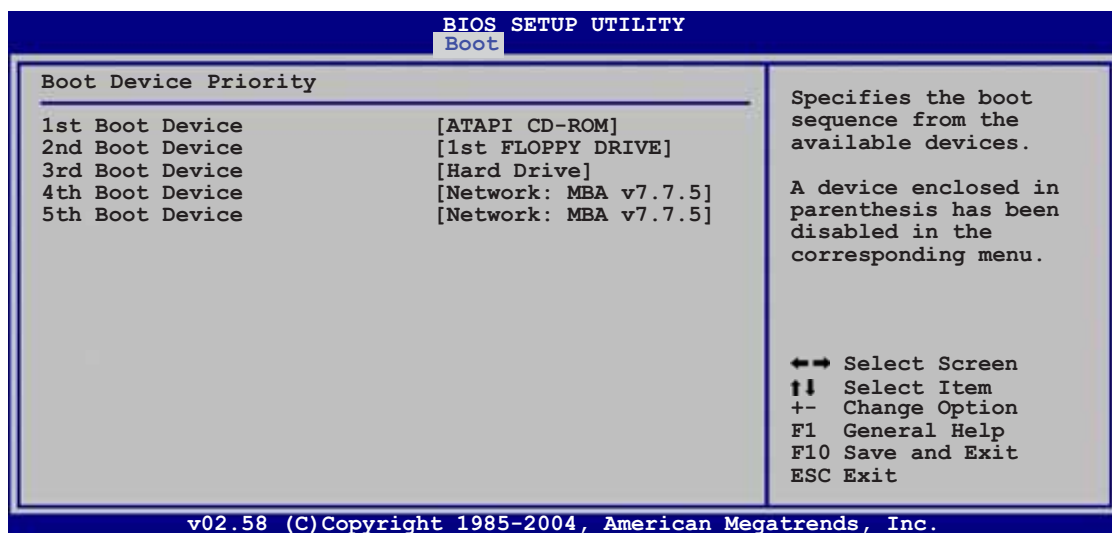 BIOS SETUP UTILITY
Boot
Boot Device Priority
1st Boot Device [ATAPI CD-ROM]
2nd Boot Device [1st FLOPPY DRIVE]
3rd Boot Device [Hard Drive]
4th Boot Device [Network: MBA v7.7.5]
5th Boot Device [Network: MBA v7.7.5]
Specifies the boot
sequence from the
available devices.
A device enclosed in
parenthesis has been
disabled in the
corresponding menu.
←→ Select Screen
↑↓ Select Item
+- Change Option
F1 General Help
F10 Save and Exit
ESC Exit
v02.58 (C)Copyright 1985-2004, American Megatrends, Inc.